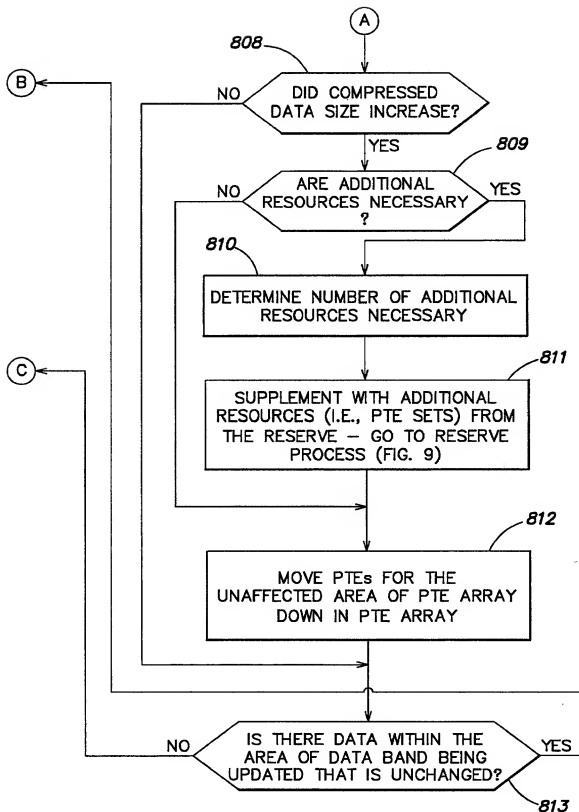 A
808
B
NO
DID COMPRESSED
DATA SIZE INCREASE?
YES
809
NO
ARE ADDITIONAL
RESOURCES NECESSARY
?
YES
810
DETERMINE NUMBER OF ADDITIONAL
RESOURCES NECESSARY
C
811
SUPPLEMENT WITH ADDITIONAL
RESOURCES (I.E., PTE SETS) FROM
THE RESERVE – GO TO RESERVE
PROCESS (FIG. 9)
812
MOVE PTEs FOR THE
UNAFFECTED AREA OF PTE ARRAY
DOWN IN PTE ARRAY
NO
IS THERE DATA WITHIN THE
AREA OF DATA BAND BEING
UPDATED THAT IS UNCHANGED?
YES
813